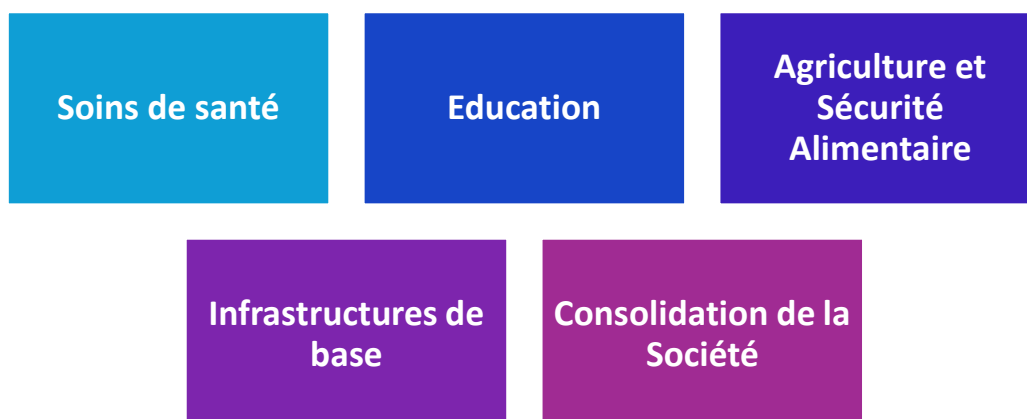 Soins de santé
Education
Agriculture et
Sécurité
Alimentaire
Infrastructures de
base
Consolidation de la
Société